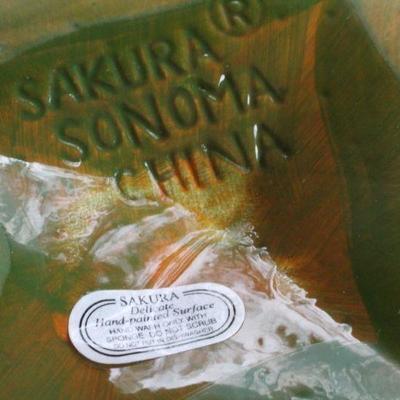 SAKURA®
SONOMA
CHINA
SAKURA
Delicate
Hand-painted Surface
HAND WASH ONLY WITH
SPONGE. DO NOT SCRUB
DO NOT PUT IN DISHWASHER